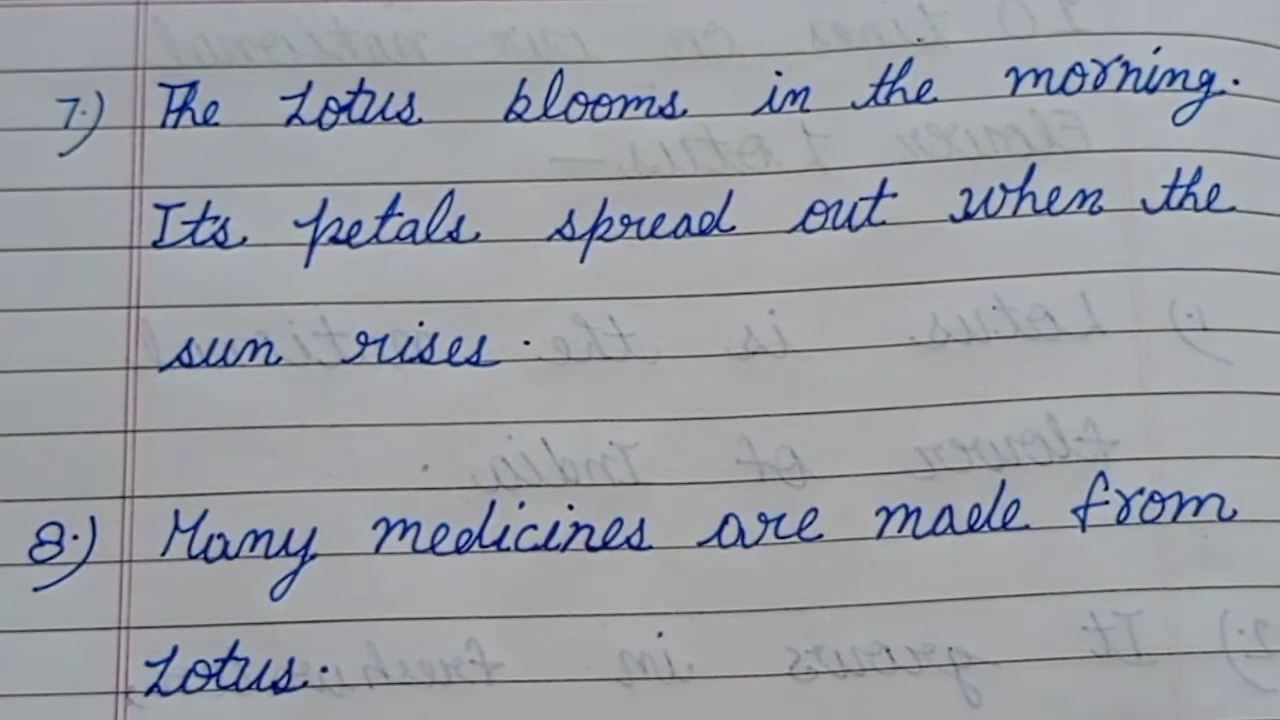 7.) The Lotus blooms in the morning.
Its petals spread out when the
sun rises.
8.) Many medicines are made from
Lotus.